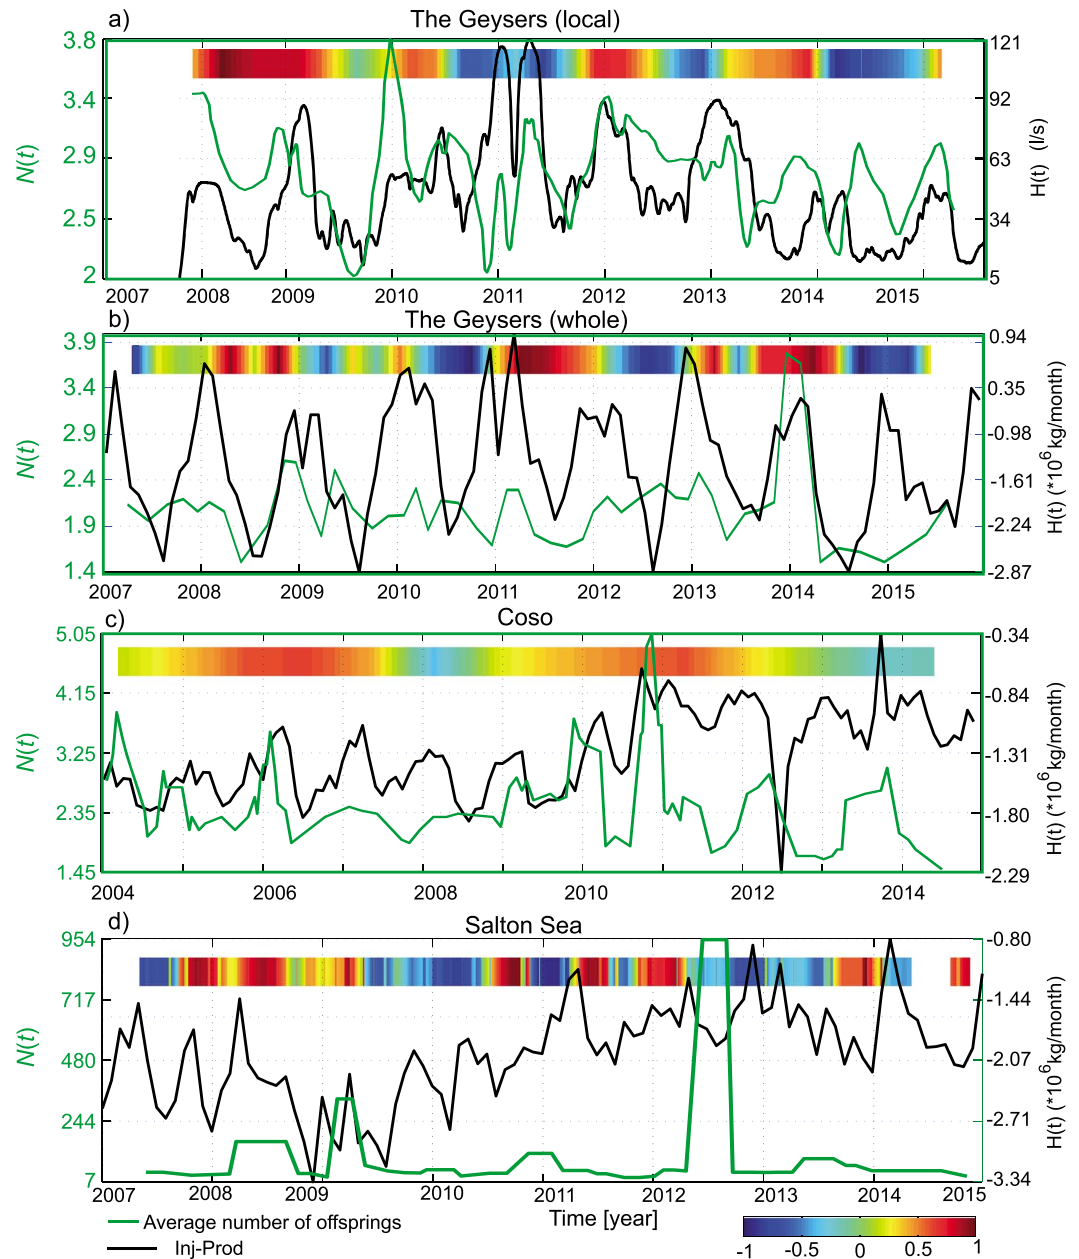 a) The Geysers (local)
3.8 121
3.4 92
2.9 63
2.5 34
2 5
N(t) H(t) (l/s)
2007 2008 2009 2010 2011 2012 2013 2014 2015
b) The Geysers (whole)
3.9 0.94
3.4 0.35
2.9 -0.98
2.4 -1.61
1.9 -2.24
1.4 -2.87
N(t) H(t) (*10^6 kg/month)
2007 2008 2009 2010 2011 2012 2013 2014 2015
c) Coso
5.05 -0.34
4.15 -0.84
3.25 -1.31
2.35 -1.80
1.45 -2.29
N(t) H(t) (*10^6 kg/month)
2004 2006 2008 2010 2012 2014
d) Salton Sea
954 -0.80
717 -1.44
480 -2.07
244 -2.71
7 -3.34
N(t) H(t) (*10^6 kg/month)
2007 2008 2009 2010 2011 2012 2013 2014 2015
Average number of offsprings Time [year]
Inj-Prod
-1 -0.5 0 0.5 1